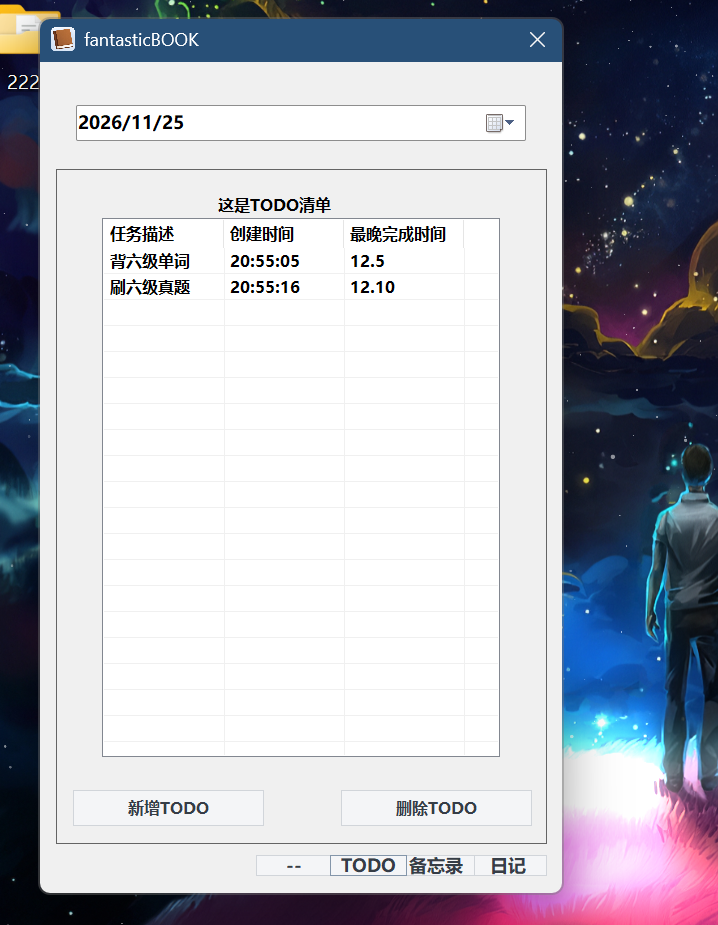 fantasticBOOK
222
2026/11/25
这是TODO清单
任务描述 创建时间 最晚完成时间
背六级单词 20:55:05 12.5
刷六级真题 20:55:16 12.10
新增TODO 删除TODO
-- TODO 备忘录 日记